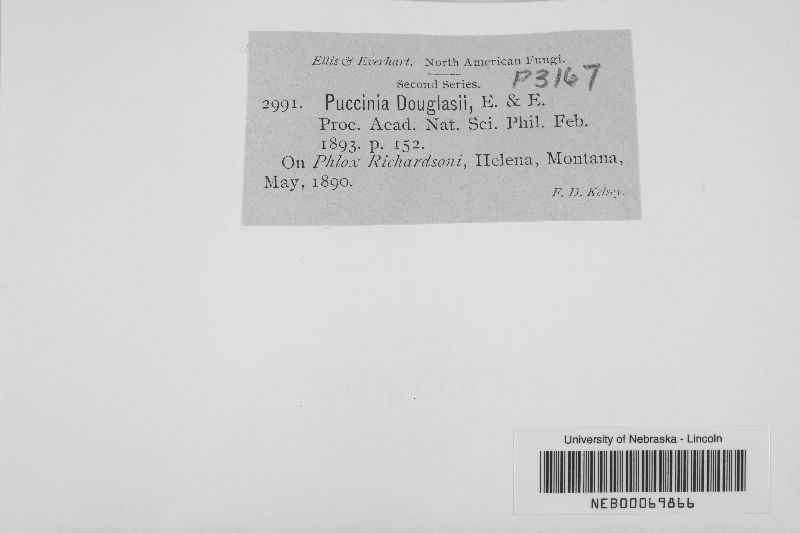 Ellis & Everhart. North American Fungi.
Second Series. P3167
2991. Puccinia Douglasii, E. & E.
Proc. Acad. Nat. Sci. Phil. Feb.
1893. p. 152.
On Phlox Richardsoni, Helena, Montana,
May, 1890.
F. D. Kelsey.
University of Nebraska - Lincoln
NEB00069866